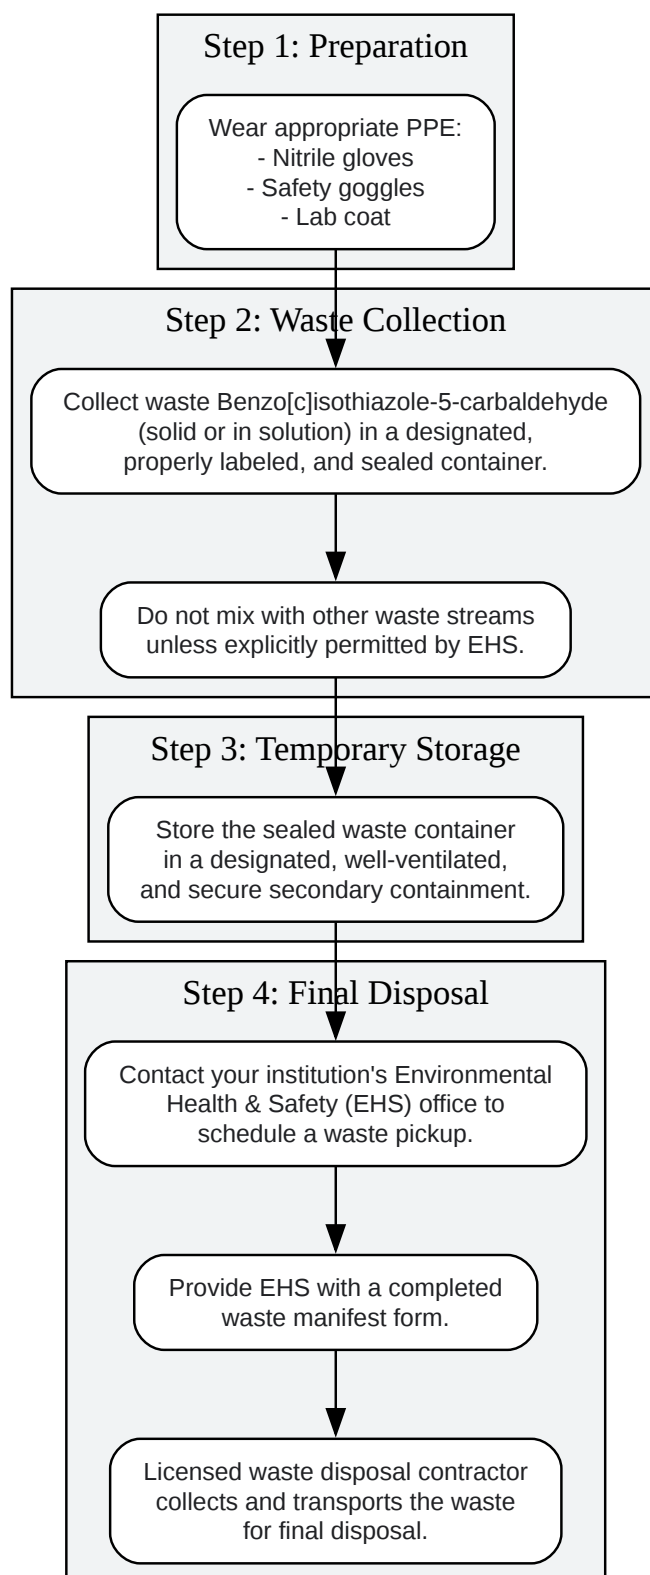 Step 1: Preparation
Wear appropriate PPE:
- Nitrile gloves
- Safety goggles
- Lab coat
Step 2: Waste Collection
Collect waste Benzo[c]isothiazole-5-carbaldehyde
(solid or in solution) in a designated,
properly labeled, and sealed container.
Do not mix with other waste streams
unless explicitly permitted by EHS.
Step 3: Temporary Storage
Store the sealed waste container
in a designated, well-ventilated,
and secure secondary containment.
Step 4: Final Disposal
Contact your institution's Environmental
Health & Safety (EHS) office to
schedule a waste pickup.
Provide EHS with a completed
waste manifest form.
Licensed waste disposal contractor
collects and transports the waste
for final disposal.